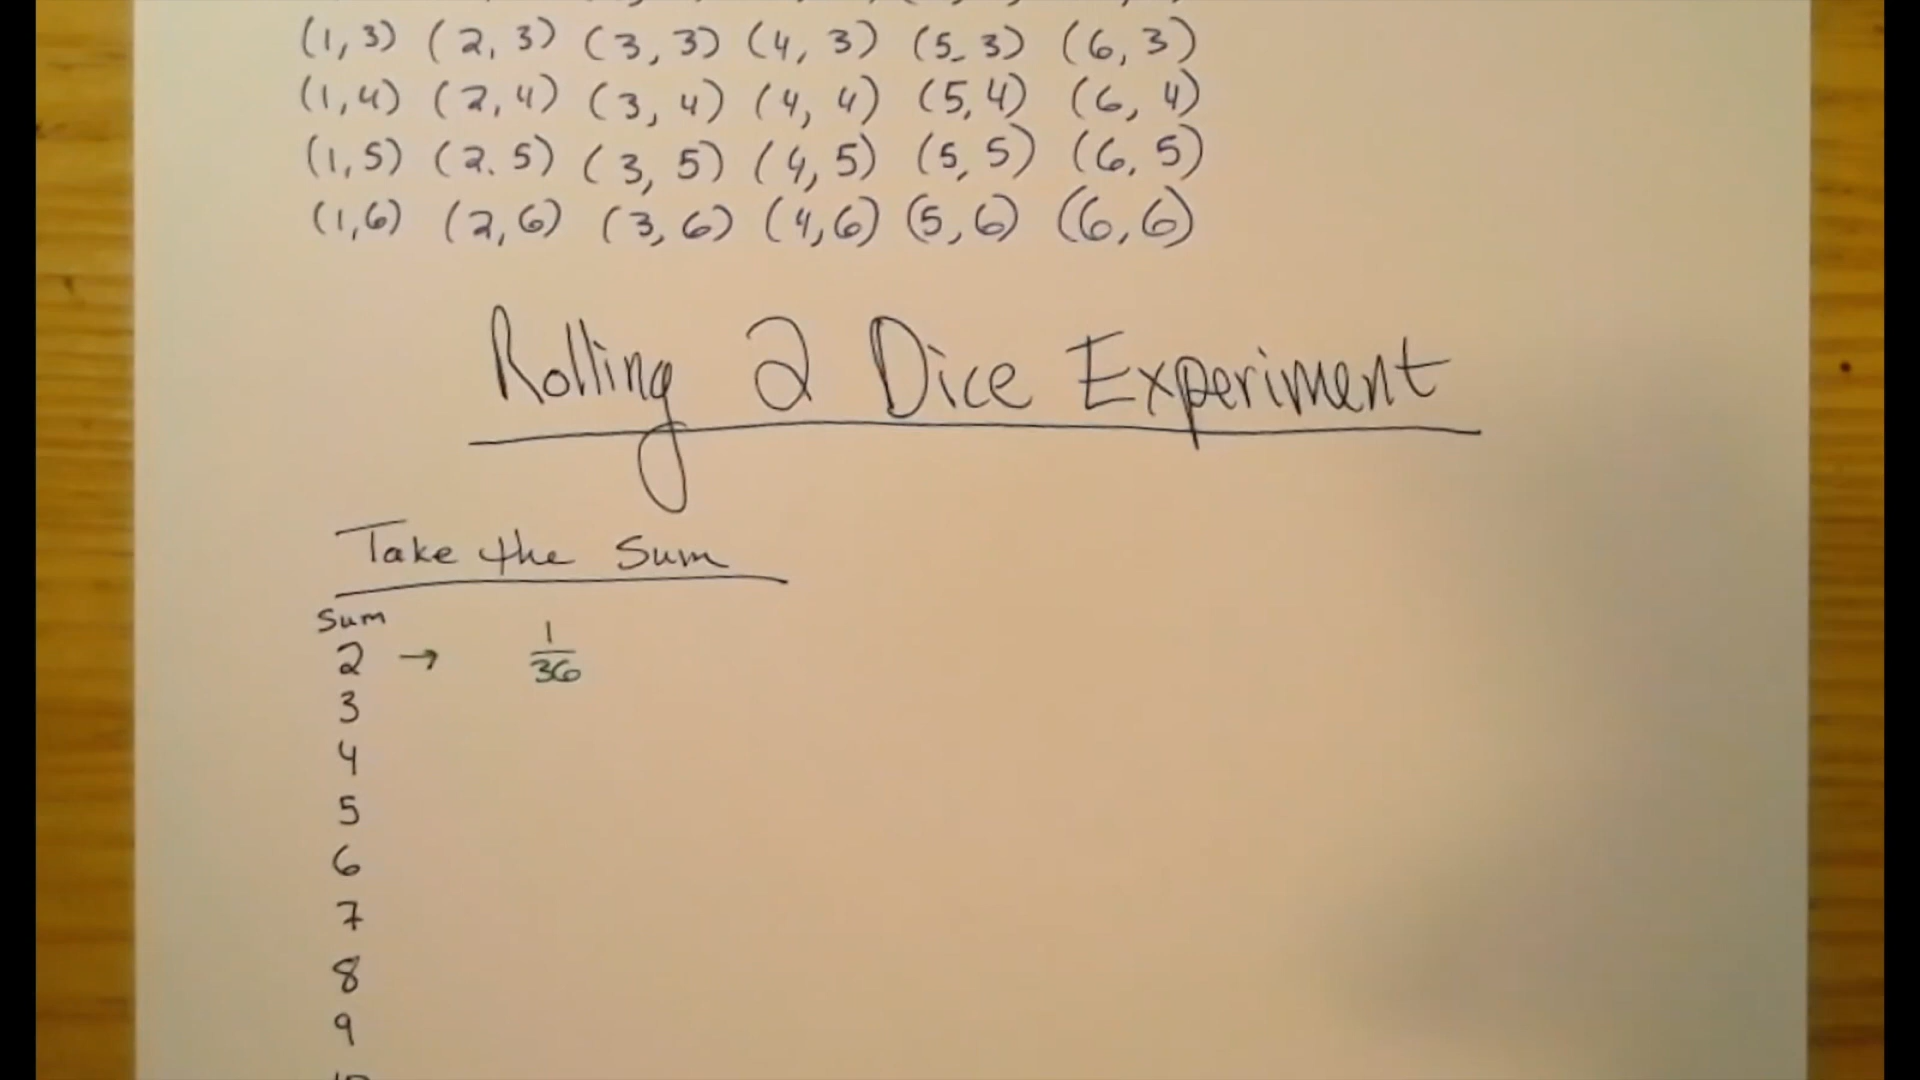 (1,3) (2,3) (3,3) (4,3) (5,3) (6,3)
(1,4) (2,4) (3,4) (4,4) (5,4) (6,4)
(1,5) (2.5) (3,5) (4,5) (5,5) (6,5)
(1,6) (2,6) (3,6) (4,6) (5,6) (6,6)
Rolling 2 Dice Experiment
Take the Sum
Sum
2 → 1/36
3
4
5
6
7
8
9